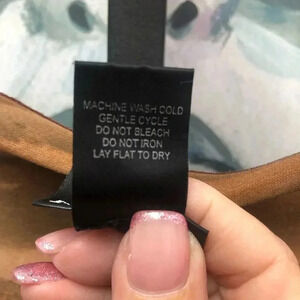 MACHINE WASH COLD
GENTLE CYCLE
DO NOT BLEACH
DO NOT IRON
LAY FLAT TO DRY